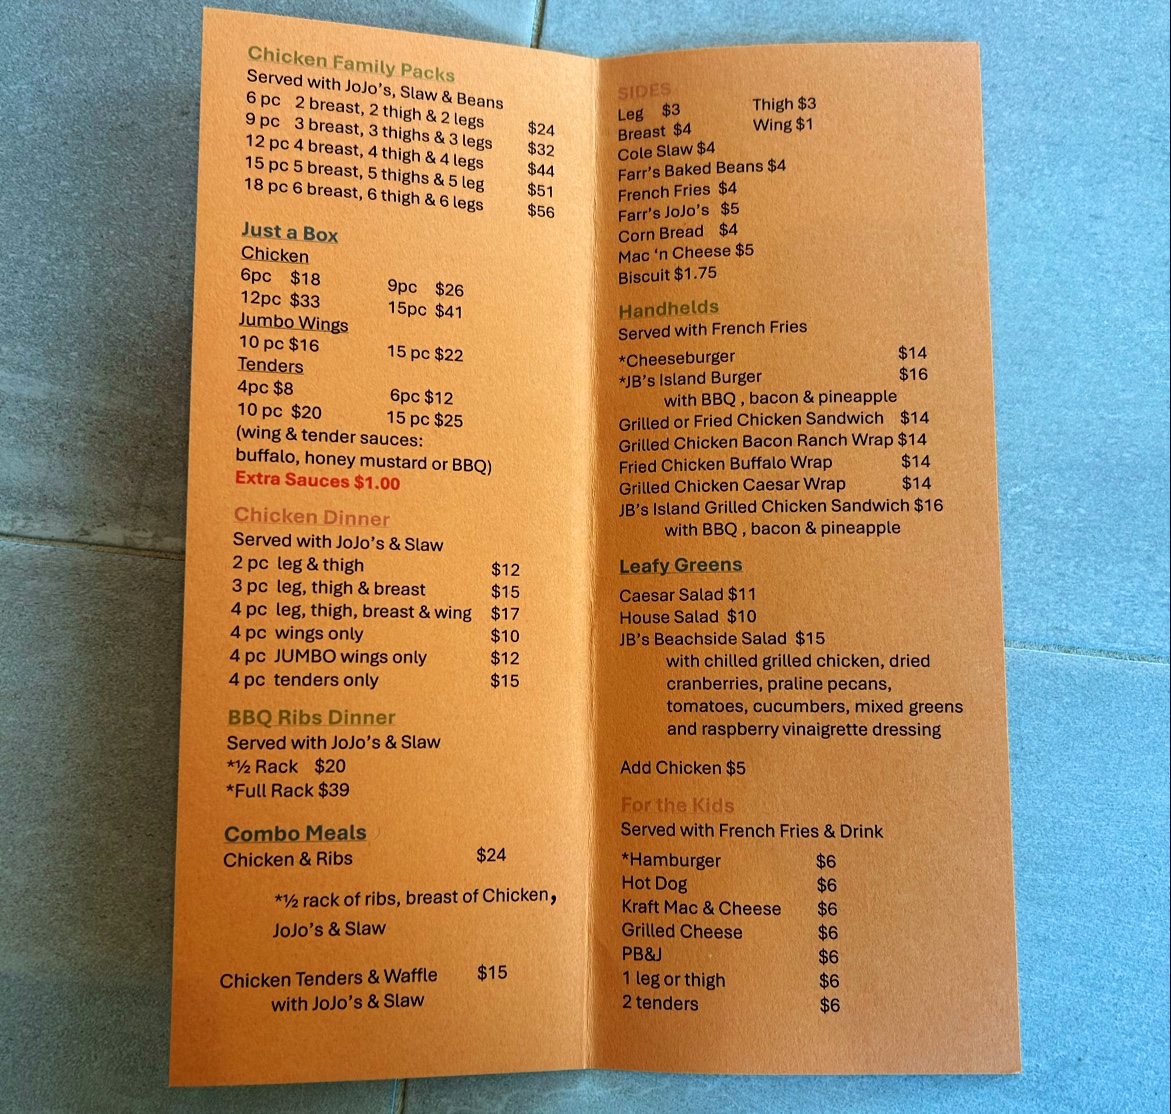 Chicken Family Packs
Served with JoJo's, Slaw & Beans
6 pc 2 breast, 2 thigh & 2 legs $24
9 pc 3 breast, 3 thighs & 3 legs $32
12 pc 4 breast, 4 thigh & 4 legs $44
15 pc 5 breast, 5 thighs & 5 leg $51
18 pc 6 breast, 6 thigh & 6 legs $56
Just a Box
Chicken
6pc $18 9pc $26
12pc $33 15pc $41
Jumbo Wings
10 pc $16 15 pc $22
Tenders
4pc $8 6pc $12
10 pc $20 15 pc $25
(wing & tender sauces:
buffalo, honey mustard or BBQ)
Extra Sauces $1.00
Chicken Dinner
Served with JoJo's & Slaw
2 pc leg & thigh $12
3 pc leg, thigh & breast $15
4 pc leg, thigh, breast & wing $17
4 pc wings only $10
4 pc JUMBO wings only $12
4 pc tenders only $15
BBQ Ribs Dinner
Served with JoJo's & Slaw
*½ Rack $20
*Full Rack $39
Combo Meals
Chicken & Ribs $24
*½ rack of ribs, breast of Chicken,
JoJo's & Slaw
Chicken Tenders & Waffle $15
with JoJo's & Slaw
SIDES
Leg $3 Thigh $3
Breast $4 Wing $1
Cole Slaw $4
Farr's Baked Beans $4
French Fries $4
Farr's JoJo's $5
Corn Bread $4
Mac 'n Cheese $5
Biscuit $1.75
Handhelds
Served with French Fries
*Cheeseburger $14
*JB's Island Burger $16
with BBQ , bacon & pineapple
Grilled or Fried Chicken Sandwich $14
Grilled Chicken Bacon Ranch Wrap $14
Fried Chicken Buffalo Wrap $14
Grilled Chicken Caesar Wrap $14
JB's Island Grilled Chicken Sandwich $16
with BBQ , bacon & pineapple
Leafy Greens
Caesar Salad $11
House Salad $10
JB's Beachside Salad $15
with chilled grilled chicken, dried
cranberries, praline pecans,
tomatoes, cucumbers, mixed greens
and raspberry vinaigrette dressing
Add Chicken $5
For the Kids
Served with French Fries & Drink
*Hamburger $6
Hot Dog $6
Kraft Mac & Cheese $6
Grilled Cheese $6
PB&J $6
1 leg or thigh $6
2 tenders $6